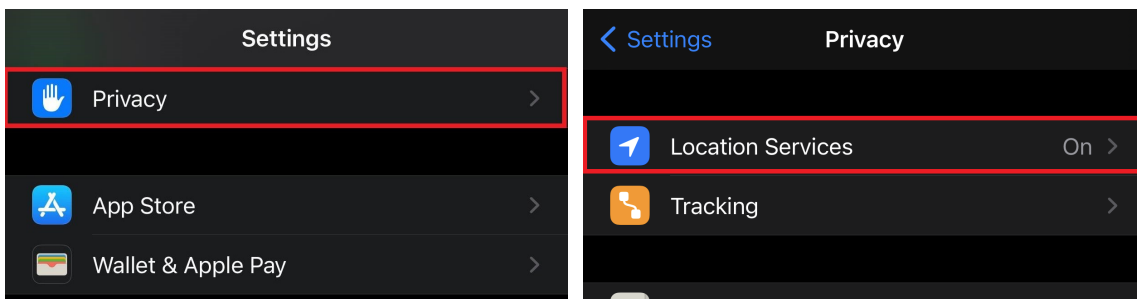 Settings
Privacy
App Store
Wallet & Apple Pay
Settings
Privacy
Location Services
On
Tracking